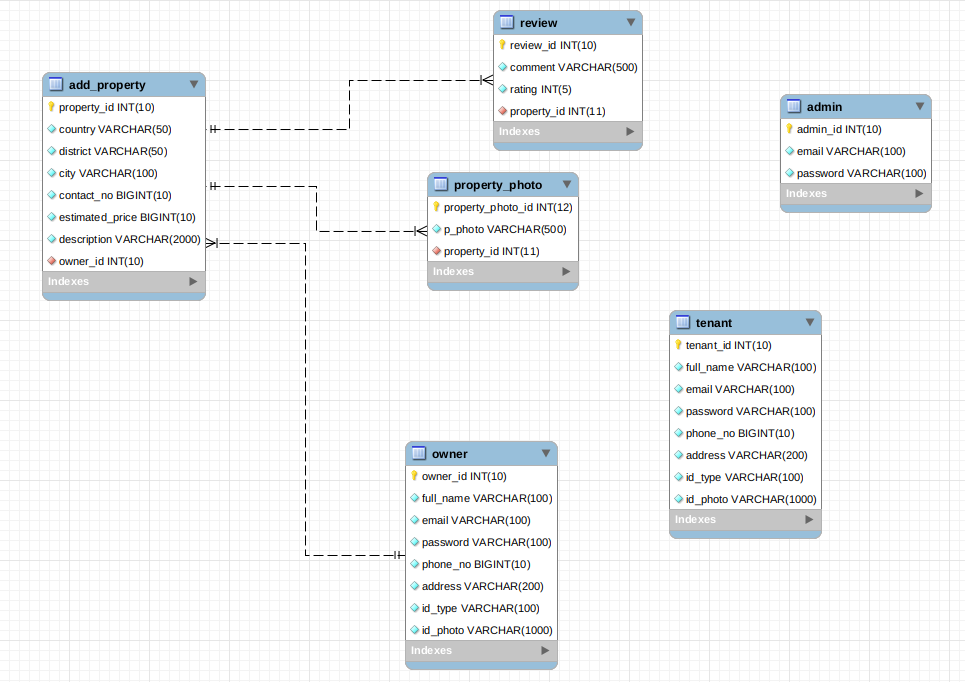 review
review_id INT(10)
comment VARCHAR(500)
rating INT(5)
property_id INT(11)
Indexes
add_property
property_id INT(10)
country VARCHAR(50)
district VARCHAR(50)
city VARCHAR(100)
contact_no BIGINT(10)
estimated_price BIGINT(10)
description VARCHAR(2000)
owner_id INT(10)
Indexes
admin
admin_id INT(10)
email VARCHAR(100)
password VARCHAR(100)
Indexes
property_photo
property_photo_id INT(12)
p_photo VARCHAR(500)
property_id INT(11)
Indexes
tenant
tenant_id INT(10)
full_name VARCHAR(100)
email VARCHAR(100)
password VARCHAR(100)
phone_no BIGINT(10)
address VARCHAR(200)
id_type VARCHAR(100)
id_photo VARCHAR(1000)
Indexes
owner
owner_id INT(10)
full_name VARCHAR(100)
email VARCHAR(100)
password VARCHAR(100)
phone_no BIGINT(10)
address VARCHAR(200)
id_type VARCHAR(100)
id_photo VARCHAR(1000)
Indexes